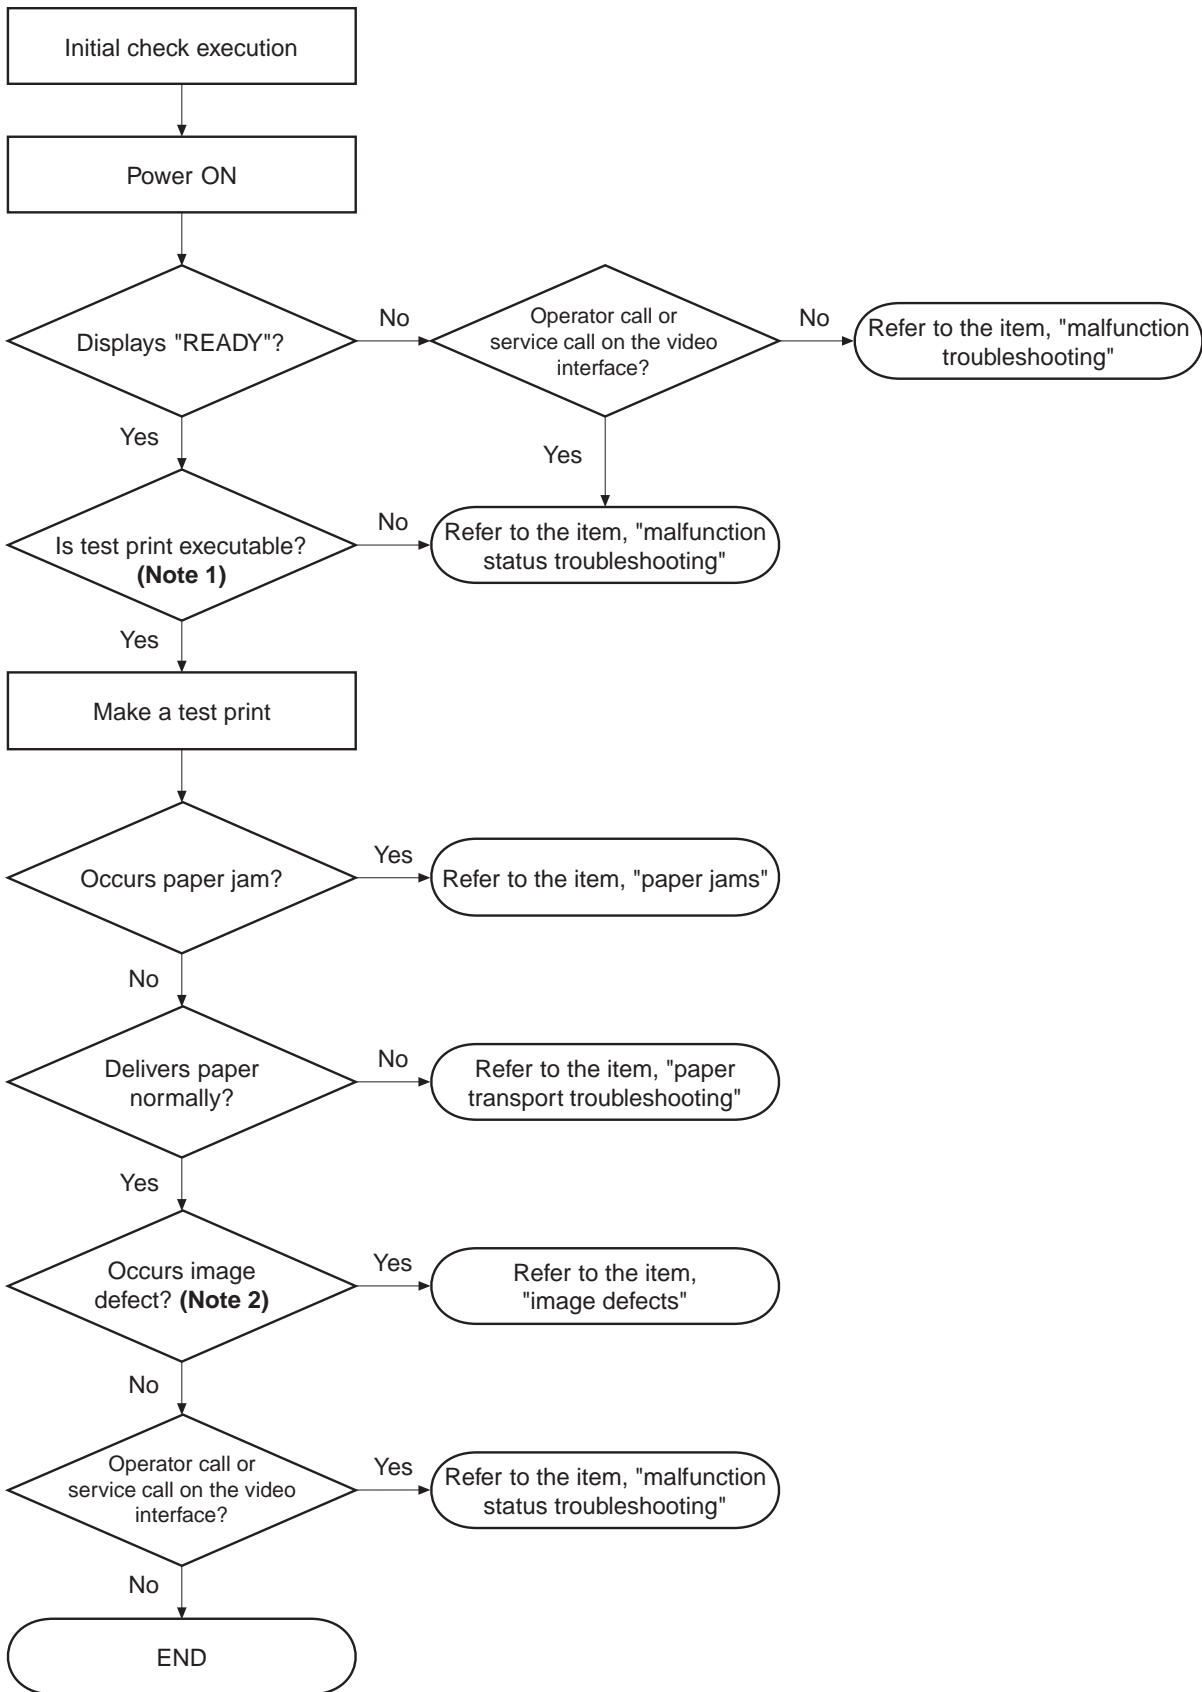 Initial check execution
Power ON
Displays "READY"?
No
Operator call or
service call on the video
interface?
No
Refer to the item, "malfunction
troubleshooting"
Yes
Yes
Is test print executable?
(Note 1)
No
Refer to the item, "malfunction
status troubleshooting"
Yes
Make a test print
Occurs paper jam?
Yes
Refer to the item, "paper jams"
No
Delivers paper
normally?
No
Refer to the item, "paper
transport troubleshooting"
Yes
Occurs image
defect? (Note 2)
Yes
Refer to the item,
"image defects"
No
Operator call or
service call on the video
interface?
Yes
Refer to the item, "malfunction
status troubleshooting"
No
END